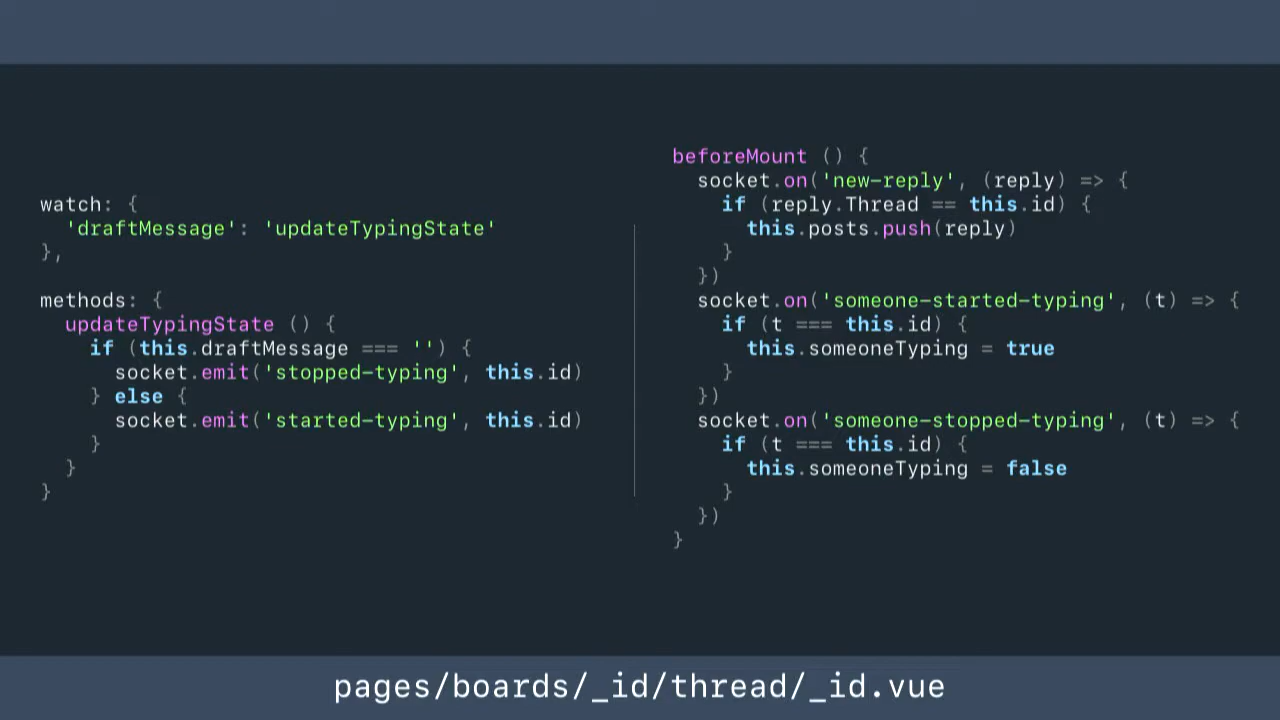 watch: {
  'draftMessage': 'updateTypingState'
},

methods: {
  updateTypingState () {
    if (this.draftMessage === '') {
      socket.emit('stopped-typing', this.id)
    } else {
      socket.emit('started-typing', this.id)
    }
  }
}
beforeMount () {
  socket.on('new-reply', (reply) => {
    if (reply.Thread == this.id) {
      this.posts.push(reply)
    }
  })
  socket.on('someone-started-typing', (t) => {
    if (t === this.id) {
      this.someoneTyping = true
    }
  })
  socket.on('someone-stopped-typing', (t) => {
    if (t === this.id) {
      this.someoneTyping = false
    }
  })
}
pages/boards/_id/thread/_id.vue